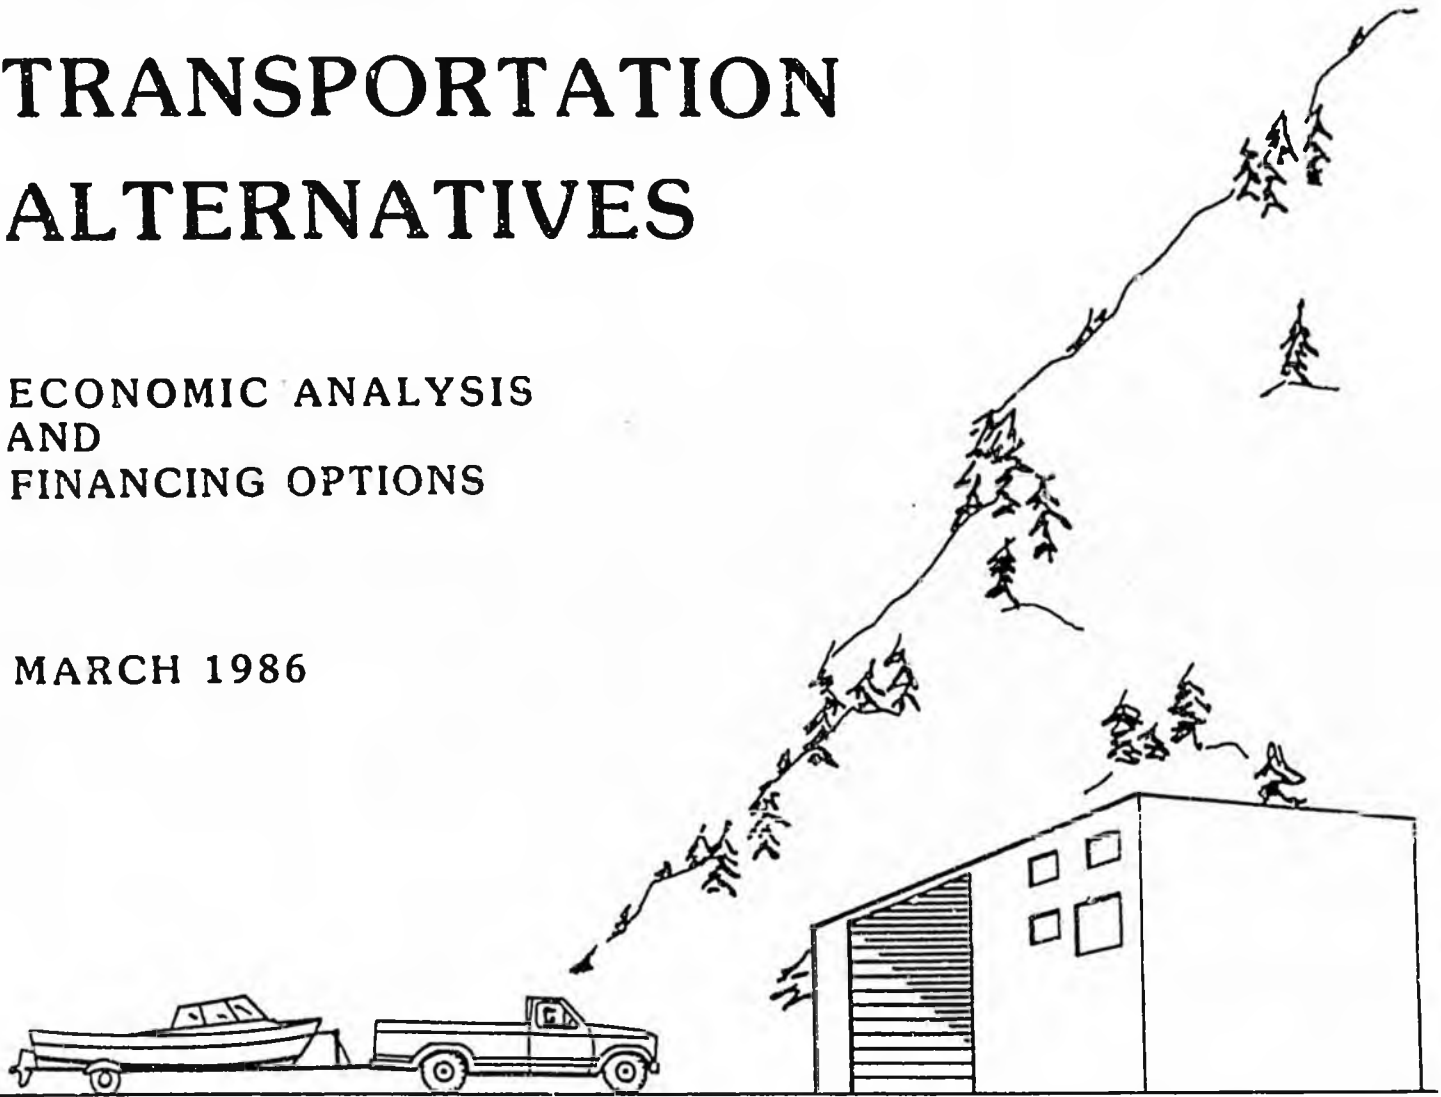 TRANSPORTATION
ALTERNATIVES
ECONOMIC ANALYSIS
AND
FINANCING OPTIONS
MARCH 1986